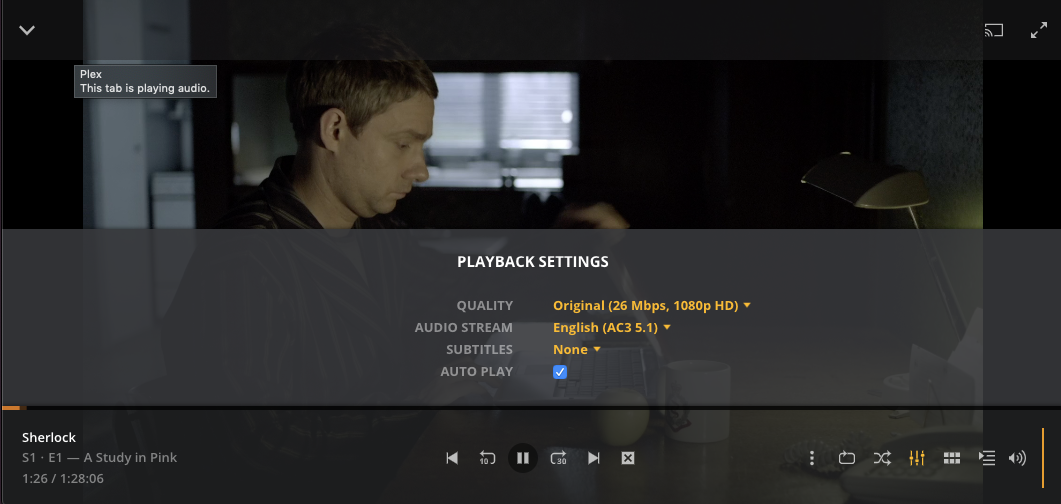 Plex
This tab is playing audio.
PLAYBACK SETTINGS
QUALITY Original (26 Mbps, 1080p HD)
AUDIO STREAM English (AC3 5.1)
SUBTITLES None
AUTO PLAY
Sherlock
S1 · E1 — A Study in Pink
1:26 / 1:28:06
10
30